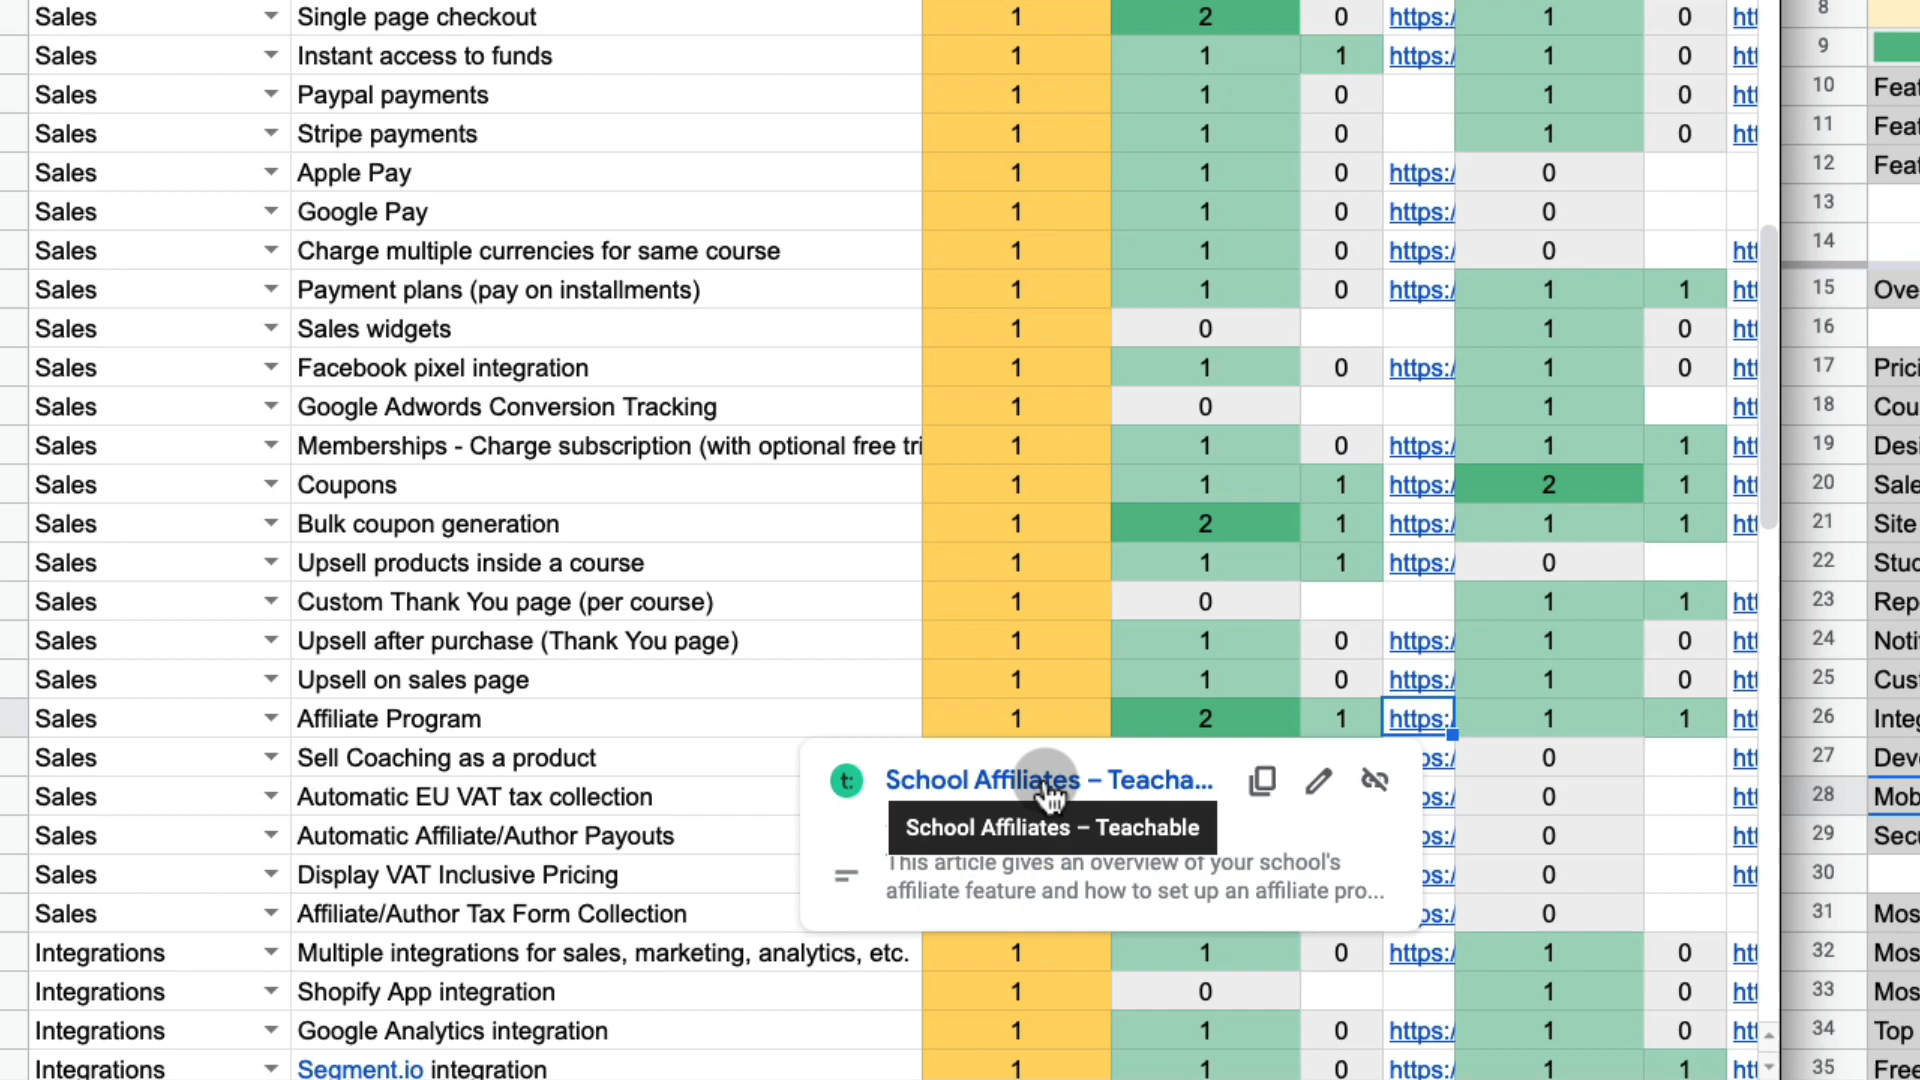 Sales Single page checkout 1 2 0 https:/ 1 0 htt 8
Sales Instant access to funds 1 1 1 https:/ 1 0 htt 9
Sales Paypal payments 1 1 0 1 0 htt 10 Feat
Sales Stripe payments 1 1 0 1 0 htt 11 Feat
Sales Apple Pay 1 1 0 https:/ 0 12 Feat
Sales Google Pay 1 1 0 https:/ 0 13
Sales Charge multiple currencies for same course 1 1 0 https:/ 0 htt 14
Sales Payment plans (pay on installments) 1 1 0 https:/ 1 1 htt 15 Ove
Sales Sales widgets 1 0 1 0 htt 16
Sales Facebook pixel integration 1 1 0 https:/ 1 0 htt 17 Prici
Sales Google Adwords Conversion Tracking 1 0 1 htt 18 Cou
Sales Memberships - Charge subscription (with optional free tri 1 1 0 https:/ 1 1 htt 19 Desi
Sales Coupons 1 1 1 https:/ 2 1 htt 20 Sale
Sales Bulk coupon generation 1 2 1 https:/ 1 1 htt 21 Site
Sales Upsell products inside a course 1 1 1 https:/ 0 22 Stuc
Sales Custom Thank You page (per course) 1 0 1 1 htt 23 Rep
Sales Upsell after purchase (Thank You page) 1 1 0 https:/ 1 0 htt 24 Notif
Sales Upsell on sales page 1 1 0 https:/ 1 0 htt 25 Cust
Sales Affiliate Program 1 2 1 https:/ 1 1 htt 26 Integ
Sales Sell Coaching as a product os:/ 0 htt 27 Deve
t: School Affiliates – Teacha...
Sales Automatic EU VAT tax collection os:/ 0 htt 28 Mob
School Affiliates – Teachable
Sales Automatic Affiliate/Author Payouts os:/ 0 htt 29 Secu
This article gives an overview of your school's
Sales Display VAT Inclusive Pricing os:/ 0 htt 30
affiliate feature and how to set up an affiliate pro...
Sales Affiliate/Author Tax Form Collection os:/ 0 31 Mos
Integrations Multiple integrations for sales, marketing, analytics, etc. 1 1 0 https:/ 1 0 htt 32 Mos
Integrations Shopify App integration 1 0 1 0 htt 33 Mos
Integrations Google Analytics integration 1 1 0 https:/ 1 0 htt 34 Top
Integrations Segment.io integration 1 1 0 https:/ 1 1 htt 35 Free